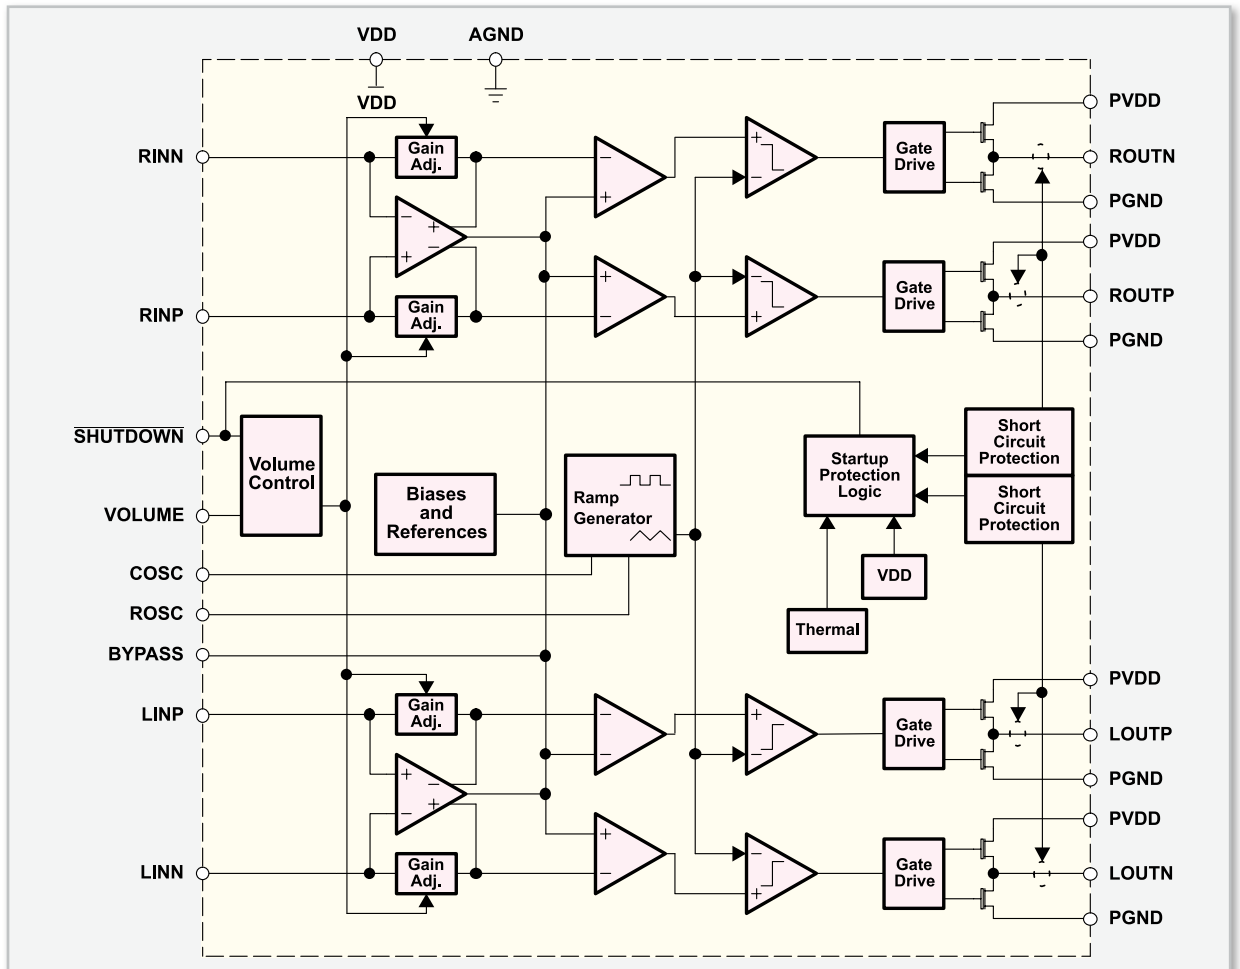 VDD
AGND
VDD
PVDD
RINN
Gain
Adj.
−
+
+
−
Gate
Drive
ROUTN
PGND
−
+
−
+
PVDD
+
−
−
+
Gate
Drive
ROUTP
RINP
Gain
Adj.
PGND
SHUTDOWN
Volume
Control
VOLUME
Biases
and
References
Ramp
Generator
Startup
Protection
Logic
Short
Circuit
Protection
Short
Circuit
Protection
COSC
VDD
ROSC
Thermal
BYPASS
PVDD
LINP
Gain
Adj.
−
−
+
−
Gate
Drive
LOUTP
PGND
+
−
−
+
PVDD
+
−
−
+
Gate
Drive
LINN
Gain
Adj.
LOUTN
PGND